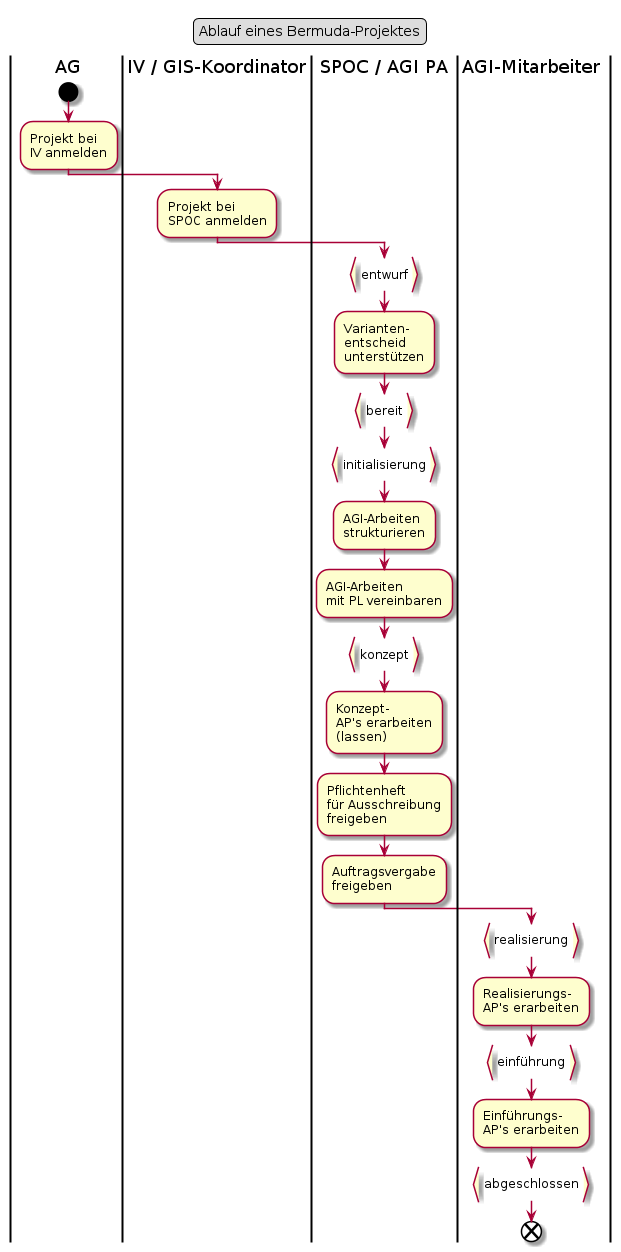 Ablauf eines Bermuda-Projektes
AG
IV / GIS-Koordinator
SPOC / AGI PA
AGI-Mitarbeiter
Projekt bei
IV anmelden
Projekt bei
SPOC anmelden
entwurf
Varianten-
entscheid
unterstützen
bereit
initialisierung
AGI-Arbeiten
strukturieren
AGI-Arbeiten
mit PL vereinbaren
konzept
Konzept-
AP's erarbeiten
(lassen)
Pflichtenheft
für Ausschreibung
freigeben
Auftragsvergabe
freigeben
realisierung
Realisierungs-
AP's erarbeiten
einführung
Einführungs-
AP's erarbeiten
abgeschlossen